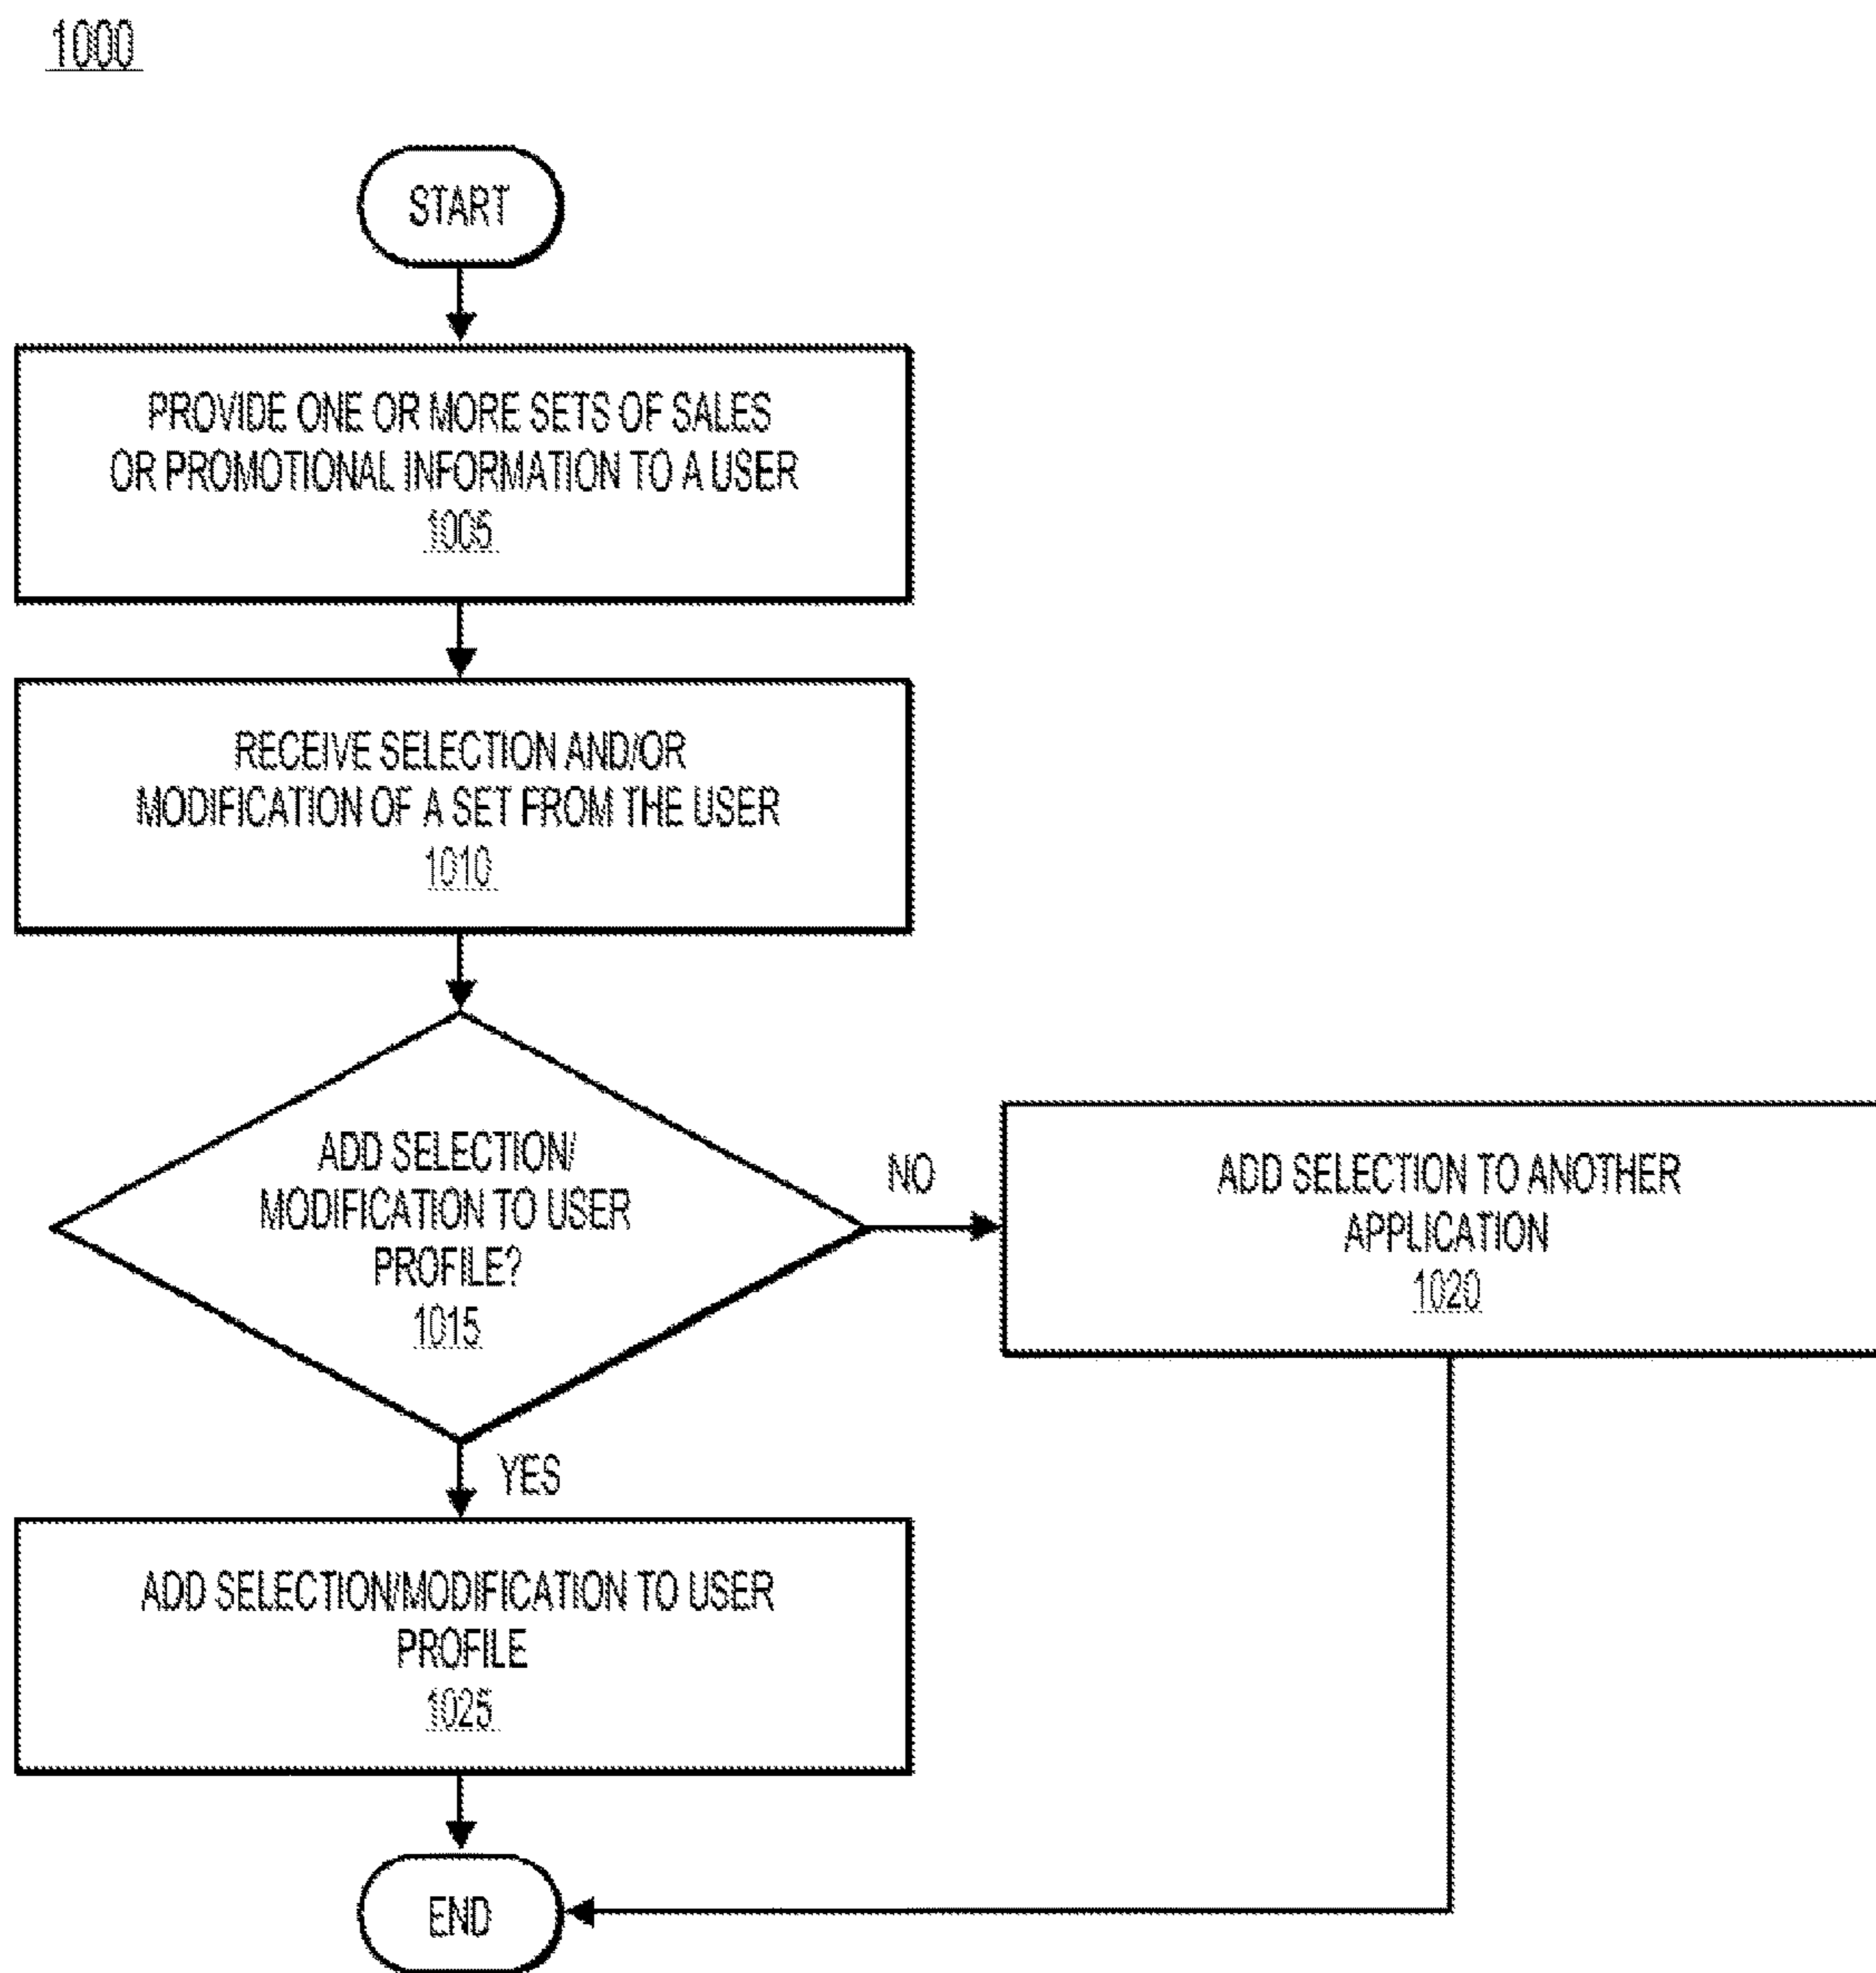 1000
START
PROVIDE ONE OR MORE SETS OF SALES
OR PROMOTIONAL INFORMATION TO A USER
1005
RECEIVE SELECTION AND/OR
MODIFICATION OF A SET FROM THE USER
1010
ADD SELECTION/
MODIFICATION TO USER
PROFILE?
1015
NO
ADD SELECTION TO ANOTHER
APPLICATION
1020
YES
ADD SELECTION/MODIFICATION TO USER
PROFILE
1025
END